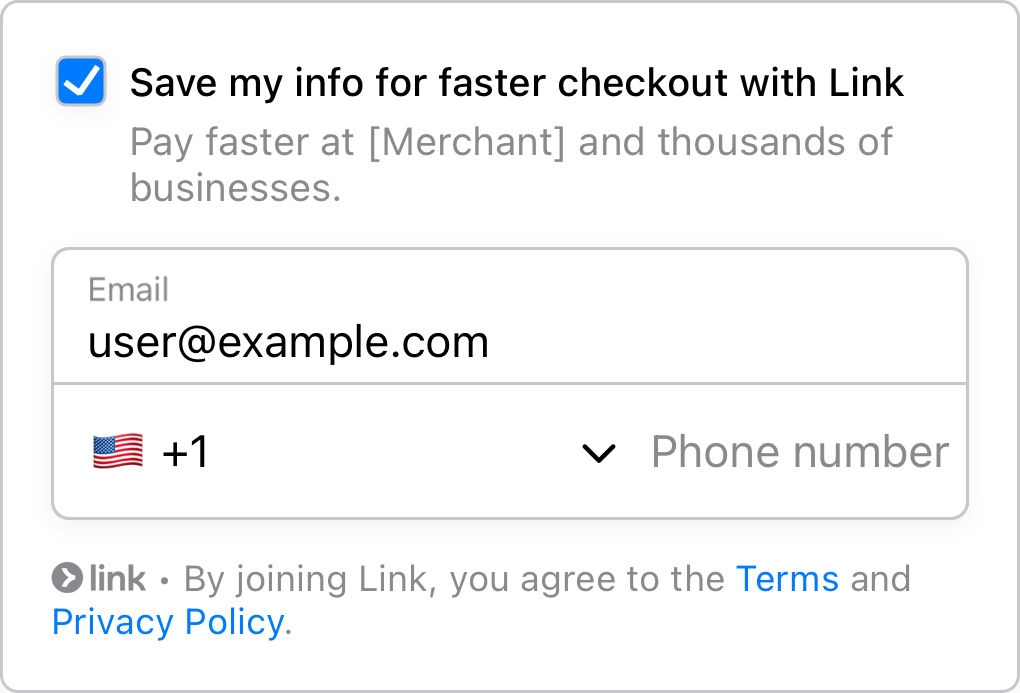 Save my info for faster checkout with Link
Pay faster at [Merchant] and thousands of
businesses.
Email
user@example.com
+1 Phone number
link • By joining Link, you agree to the Terms and
Privacy Policy.